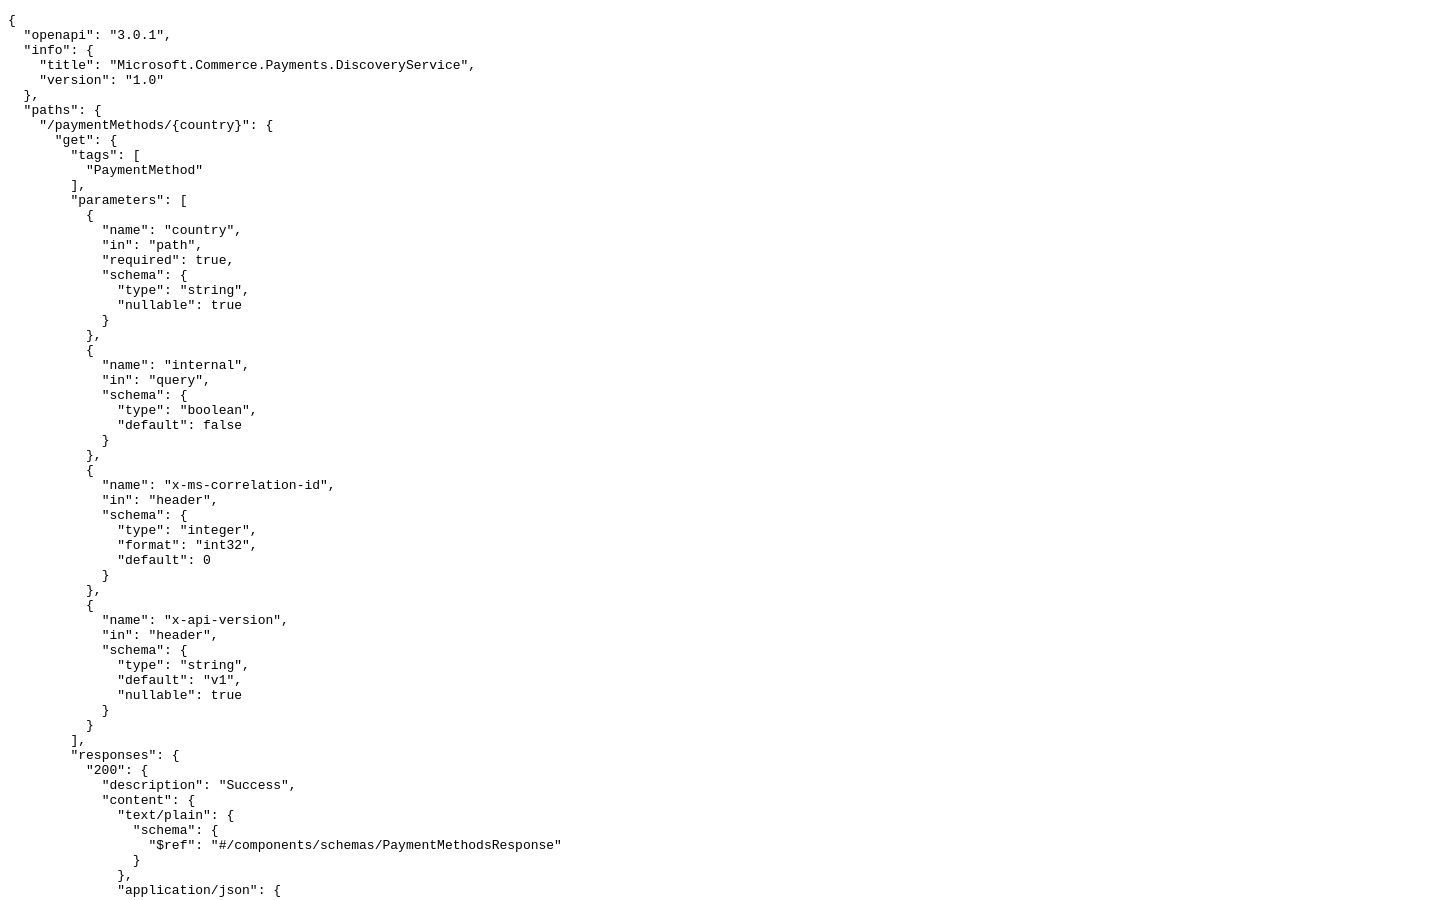 {
  "openapi": "3.0.1",
  "info": {
    "title": "Microsoft.Commerce.Payments.DiscoveryService",
    "version": "1.0"
  },
  "paths": {
    "/paymentMethods/{country}": {
      "get": {
        "tags": [
          "PaymentMethod"
        ],
        "parameters": [
          {
            "name": "country",
            "in": "path",
            "required": true,
            "schema": {
              "type": "string",
              "nullable": true
            }
          },
          {
            "name": "internal",
            "in": "query",
            "schema": {
              "type": "boolean",
              "default": false
            }
          },
          {
            "name": "x-ms-correlation-id",
            "in": "header",
            "schema": {
              "type": "integer",
              "format": "int32",
              "default": 0
            }
          },
          {
            "name": "x-api-version",
            "in": "header",
            "schema": {
              "type": "string",
              "default": "v1",
              "nullable": true
            }
          }
        ],
        "responses": {
          "200": {
            "description": "Success",
            "content": {
              "text/plain": {
                "schema": {
                  "$ref": "#/components/schemas/PaymentMethodsResponse"
                }
              },
              "application/json": {